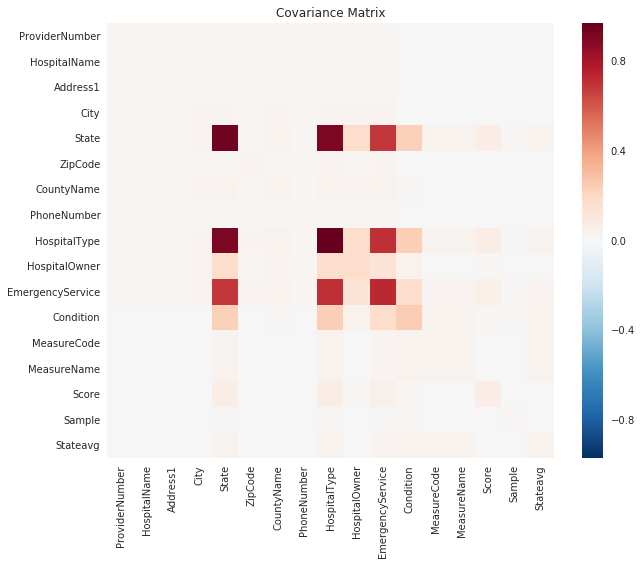 Covariance Matrix
ProviderNumber
HospitalName
Address1
City
State
ZipCode
CountyName
PhoneNumber
HospitalType
HospitalOwner
EmergencyService
Condition
MeasureCode
MeasureName
Score
Sample
Stateavg
ProviderNumber
HospitalName
Address1
City
State
ZipCode
CountyName
PhoneNumber
HospitalType
HospitalOwner
EmergencyService
Condition
MeasureCode
MeasureName
Score
Sample
Stateavg
0.8
0.4
0.0
−0.4
−0.8